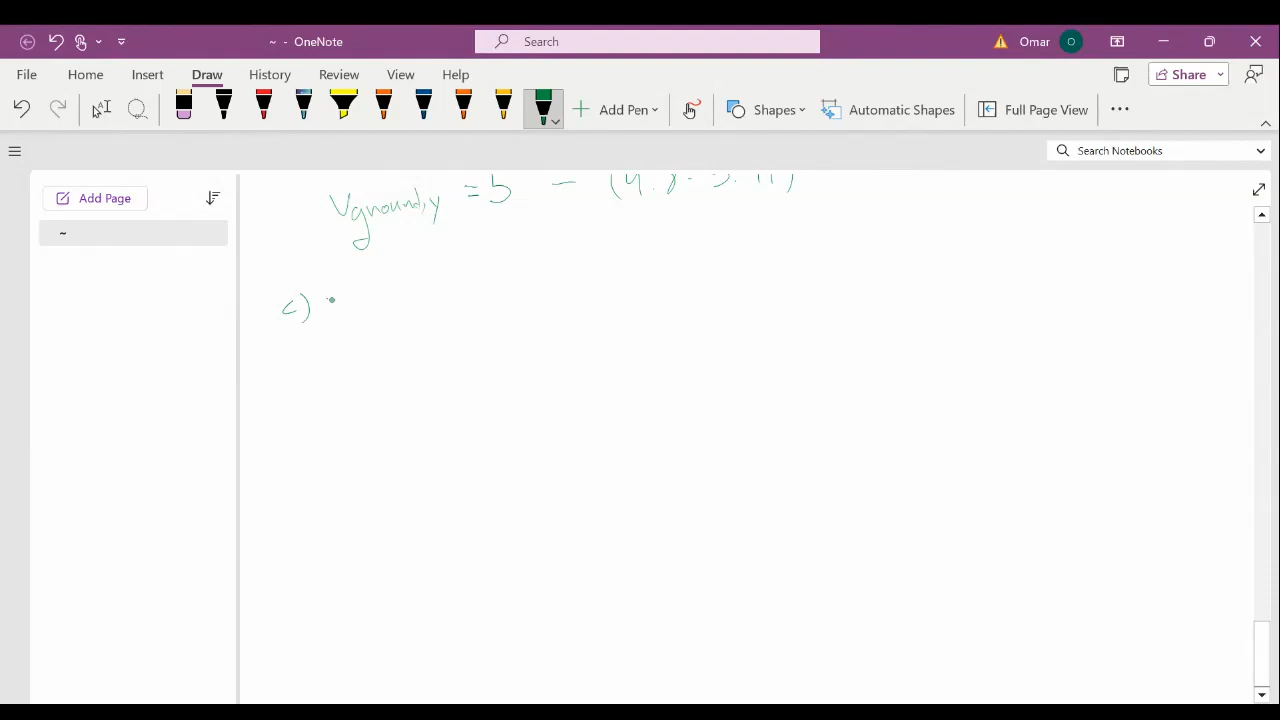 ~ - OneNote
Search
Omar
O
File Home Insert Draw History Review View Help
Share
Add Pen
Shapes
Automatic Shapes
Full Page View
Search Notebooks
Add Page
~
Vground,y = 5 -
c)